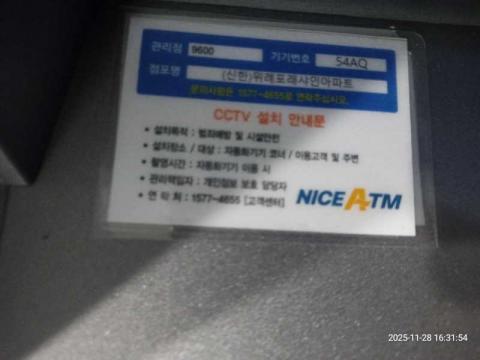 관리점 9600 기기번호 54AQ
점포명 (신한)위례포레샤인아파트
문의사항은 1577-4655로 연락주십시오.
CCTV 설치 안내문
• 설치목적 : 범죄예방 및 시설안전
• 설치장소 / 대상 : 자동화기기 코너 / 이용고객 및 주변
• 촬영시간 : 자동화기기 이용 시
• 관리책임자 : 개인정보 보호 담당자
• 연 락 처 : 1577-4655 [고객센터]
NICE ATM
2025-11-28 16:31:54